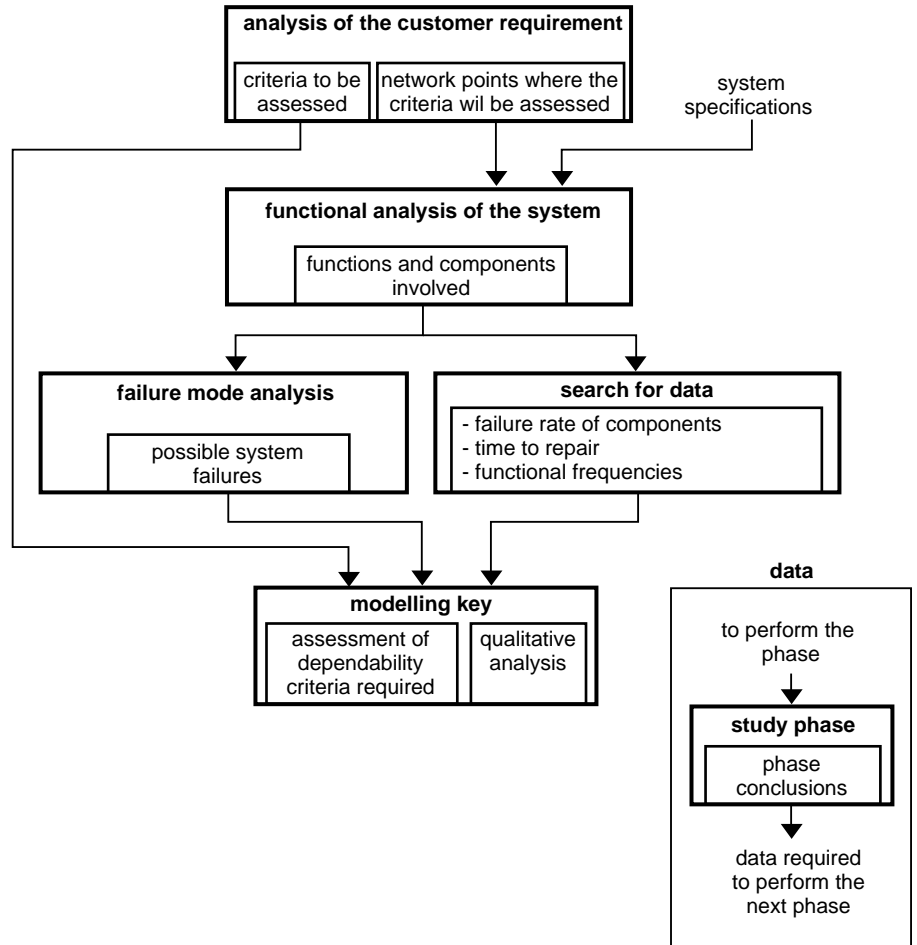 analysis of the customer requirement
criteria to be
assessed
network points where the
criteria wil be assessed
system
specifications
functional analysis of the system
functions and components
involved
failure mode analysis
possible system
failures
search for data
- failure rate of components
- time to repair
- functional frequencies
modelling key
assessment of
dependability
criteria required
qualitative
analysis
data
to perform the
phase
study phase
phase
conclusions
data required
to perform the
next phase